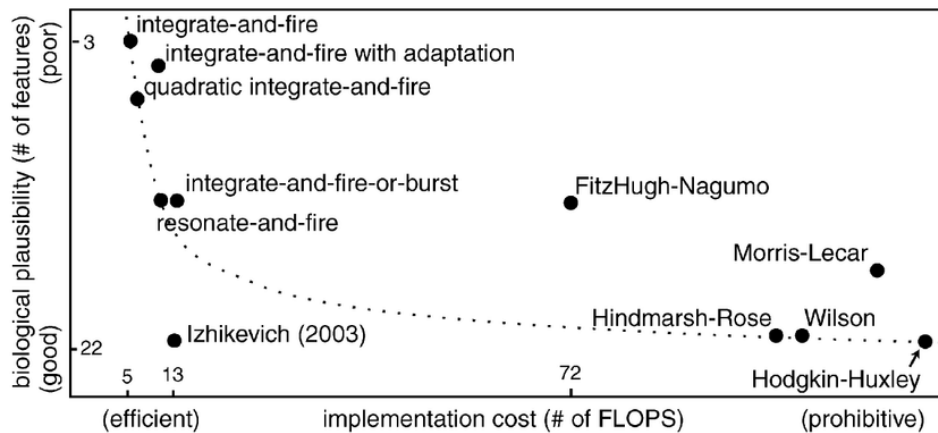 integrate-and-fire
3
integrate-and-fire with adaptation
quadratic integrate-and-fire
integrate-and-fire-or-burst
FitzHugh-Nagumo
resonate-and-fire
Morris-Lecar
Hindmarsh-Rose
Wilson
Izhikevich (2003)
22
Hodgkin-Huxley
5
13
72
(efficient)
implementation cost (# of FLOPS)
(prohibitive)
biological plausibility (# of features)
(good)
(poor)